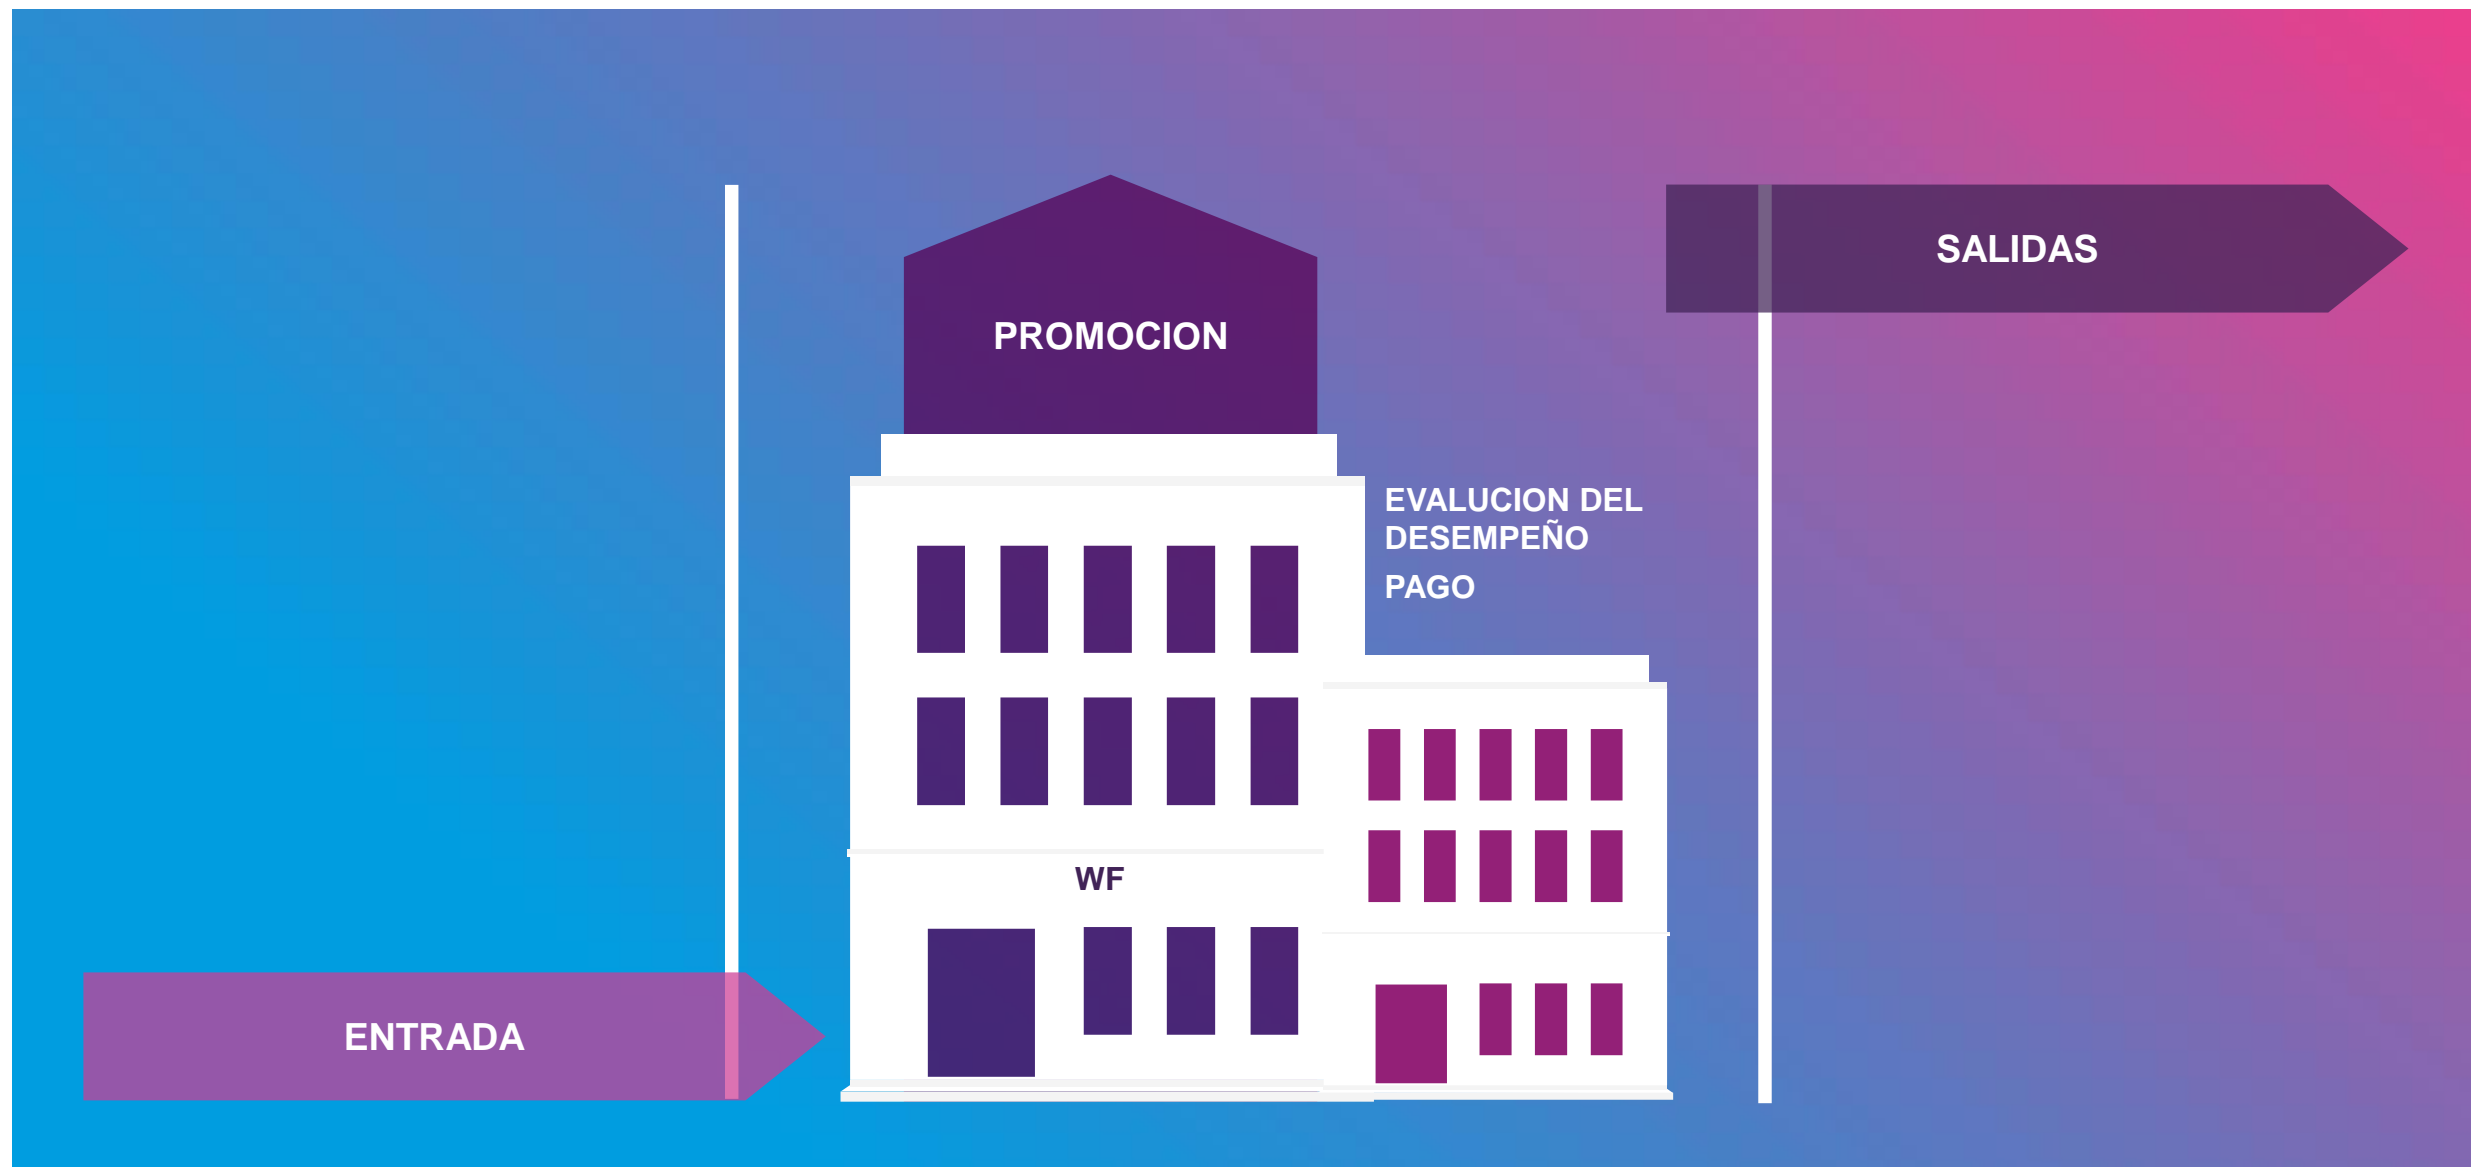 SALIDAS
PROMOCION
EVALUCION DEL
DESEMPEÑO
PAGO
WF
ENTRADA